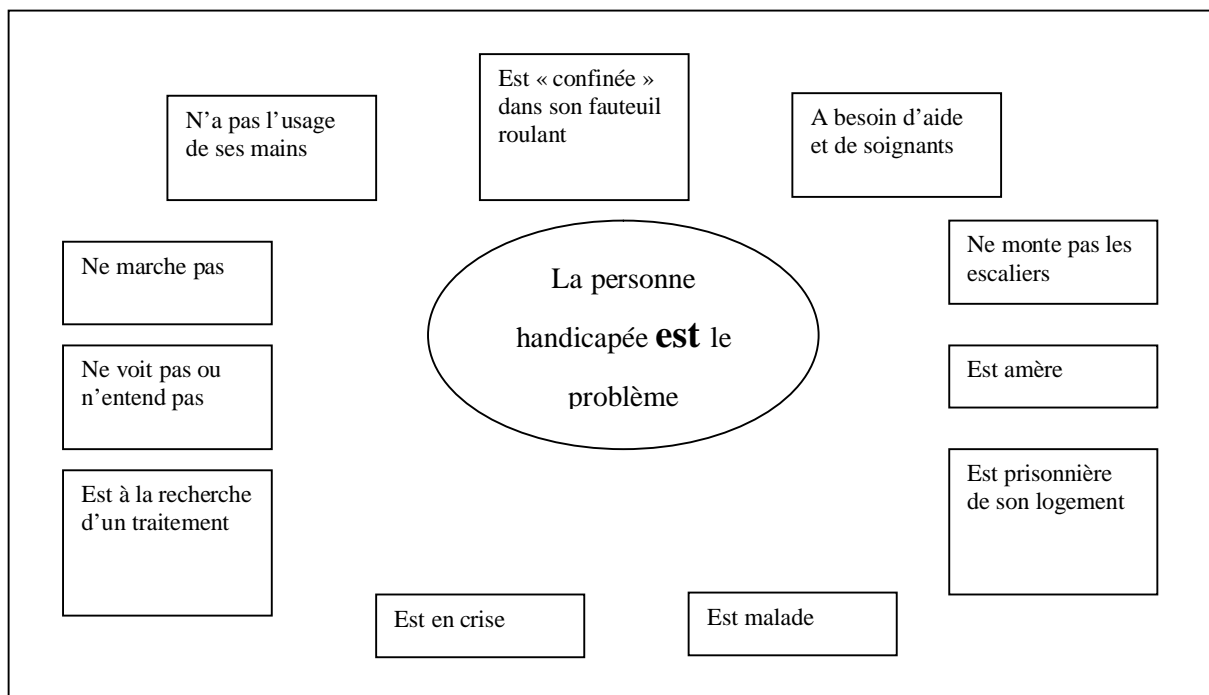 Est « confinée »
dans son fauteuil
roulant
N'a pas l'usage
de ses mains
A besoin d'aide
et de soignants
Ne marche pas
Ne monte pas les
escaliers
La personne
handicapée est le
problème
Ne voit pas ou
n'entend pas
Est amère
Est à la recherche
d'un traitement
Est prisonnière
de son logement
Est en crise
Est malade